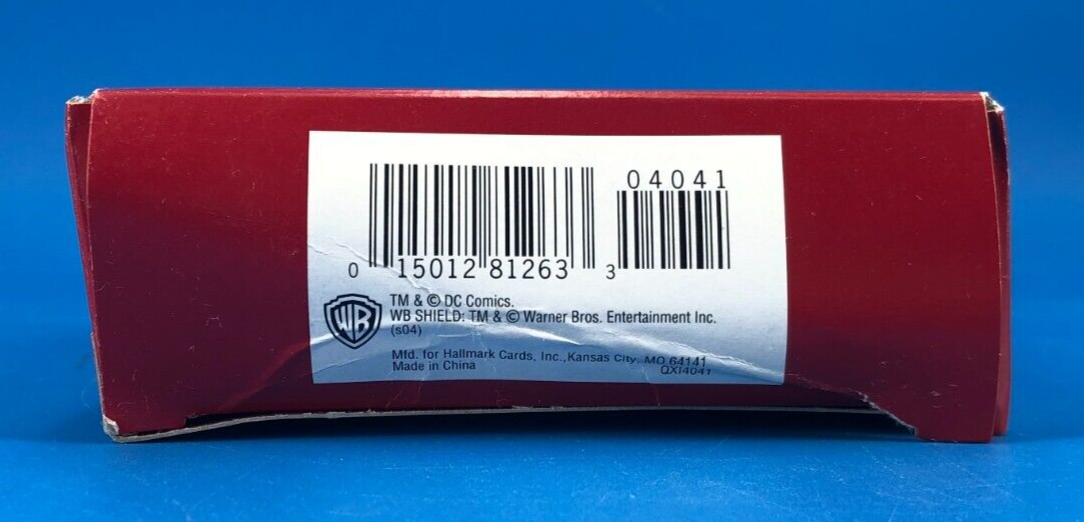 04041
0 15012 81263 3
WB
TM & © DC Comics.
WB SHIELD: TM & © Warner Bros. Entertainment Inc.
(s04)
Mfd. for Hallmark Cards, Inc.,Kansas City, MO 64141
Made in China
QXI4041